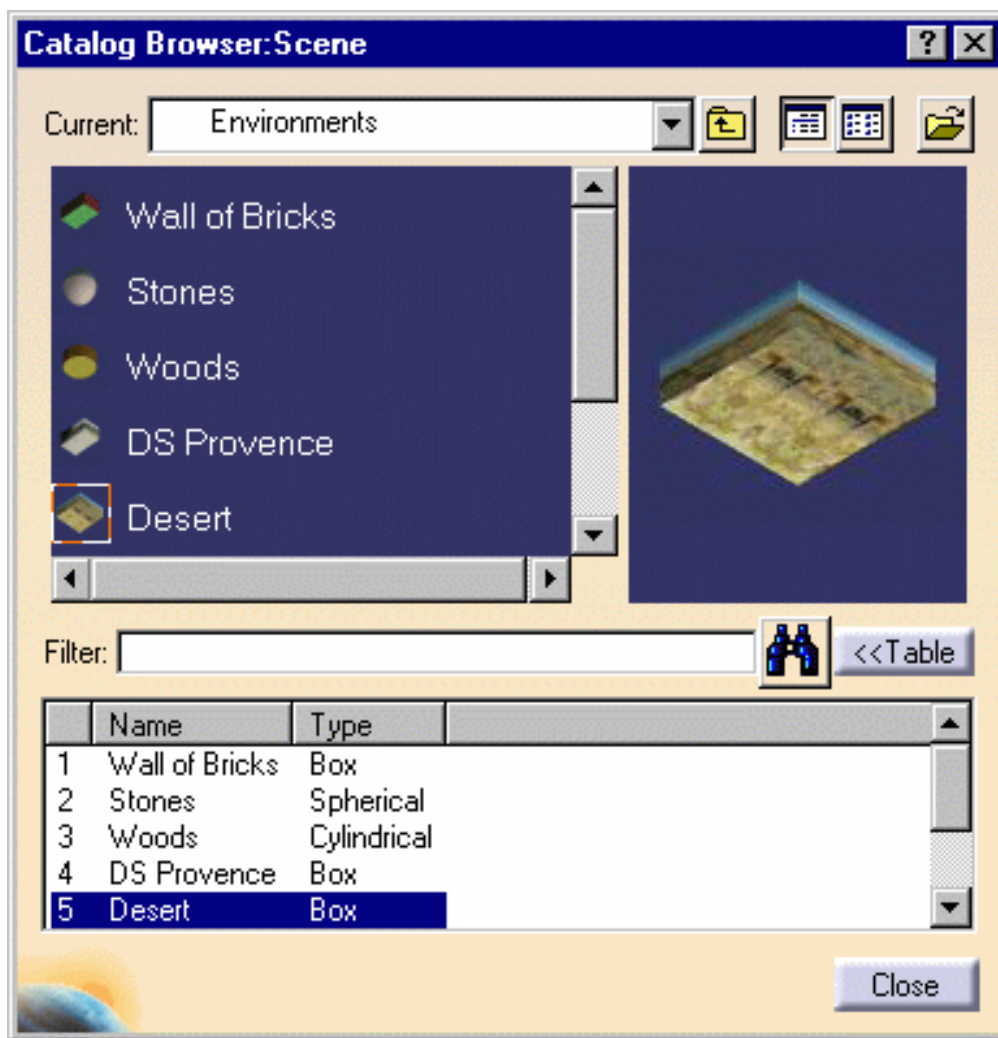 Catalog Browser:Scene
Current: Environments
Wall of Bricks
Stones
Woods
DS Provence
Desert
Filter: <<Table
Name Type
1 Wall of Bricks Box
2 Stones Spherical
3 Woods Cylindrical
4 DS Provence Box
5 Desert Box
Close